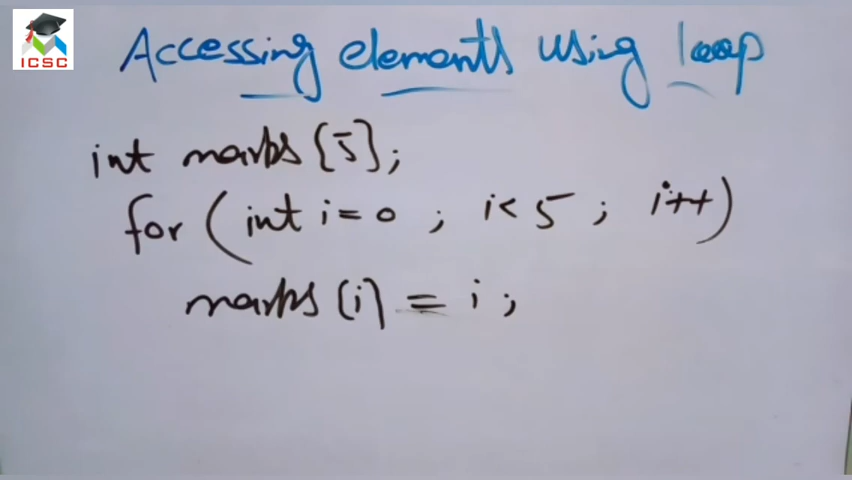 ICSC
Accessing elements using loop
int marks[5];
for (int i=0 ; i<5 ; i++)
marks[i] = i ;